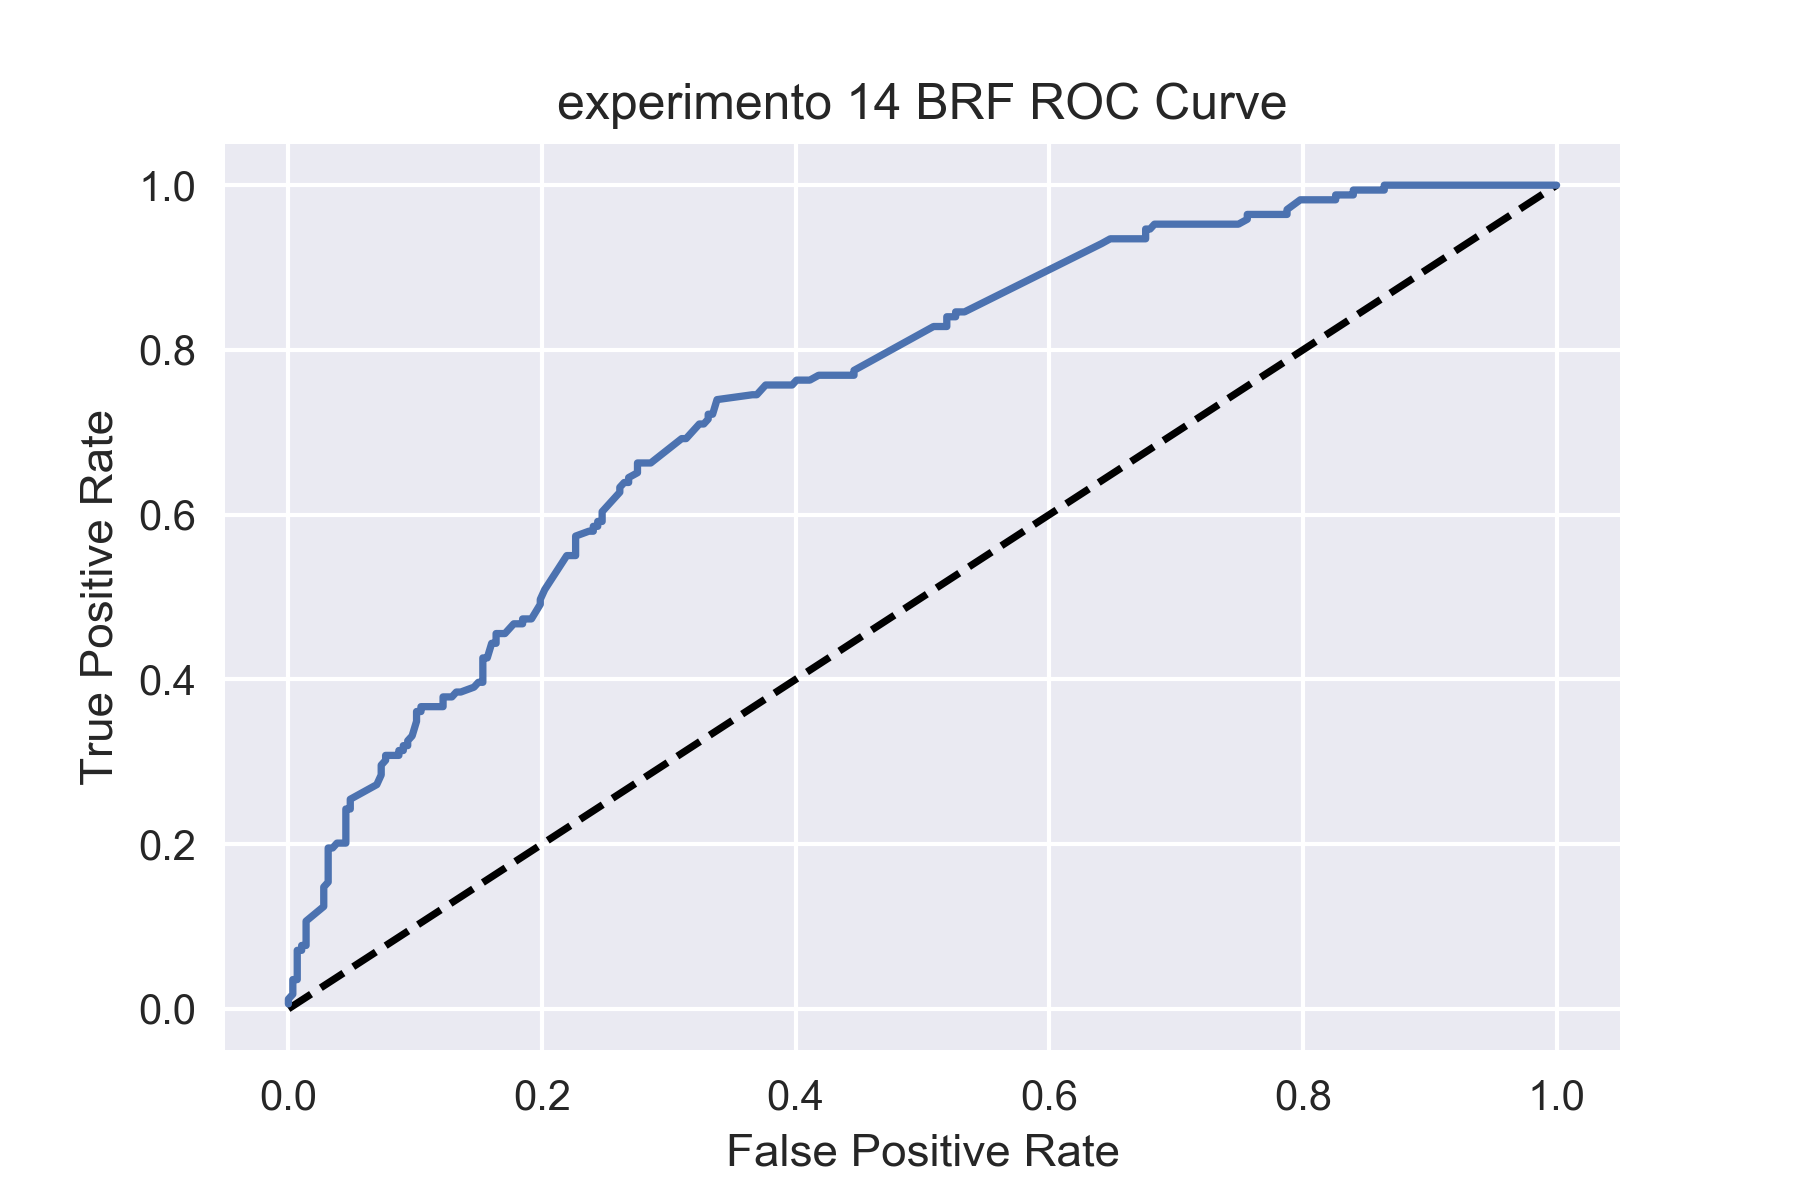 experimento 14 BRF ROC Curve
True Positive Rate
1.0
0.8
0.6
0.4
0.2
0.0
0.0 0.2 0.4 0.6 0.8 1.0
False Positive Rate